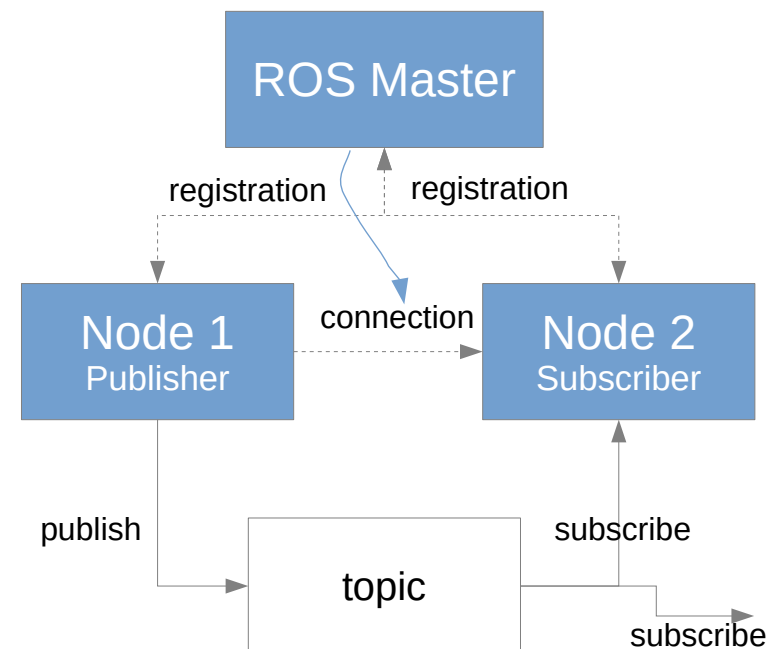 ROS Master
registration
registration
connection
Node 1
Publisher
Node 2
Subscriber
publish
subscribe
topic
subscribe